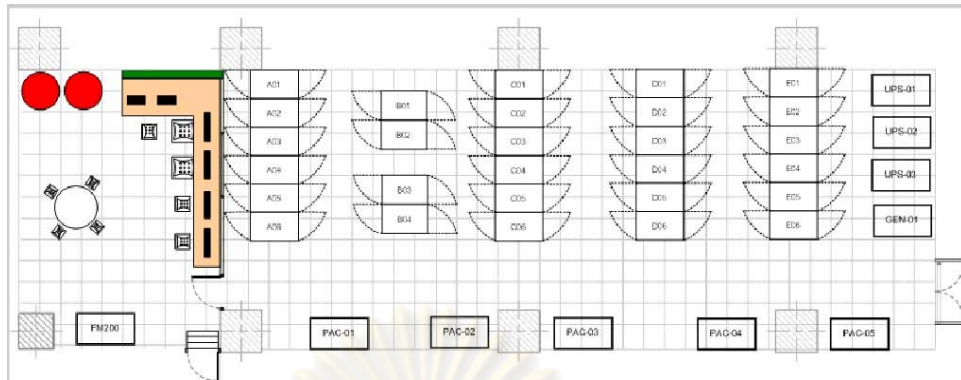 A01
A02
A03
A04
A05
A06
B01
B02
B03
B04
C01
C02
C03
C04
C05
C06
D01
D02
D03
D04
D05
D06
E01
E02
E03
E04
E05
E06
UPS-01
UPS-02
UPS-03
GEN-01
FM200
PAC-01
PAC-02
PAC-03
PAC-04
PAC-05